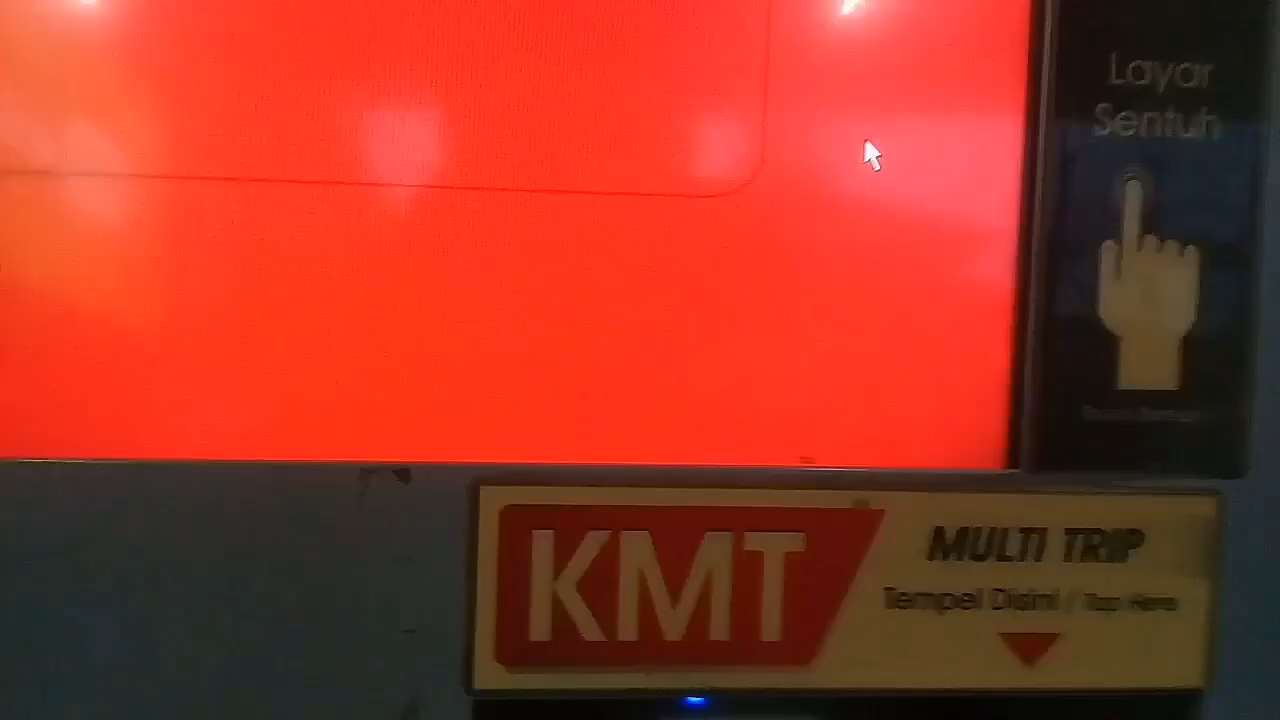 Layar
Sentuh
KMT
MULTI TRIP
Tempel Disini / Tap Here